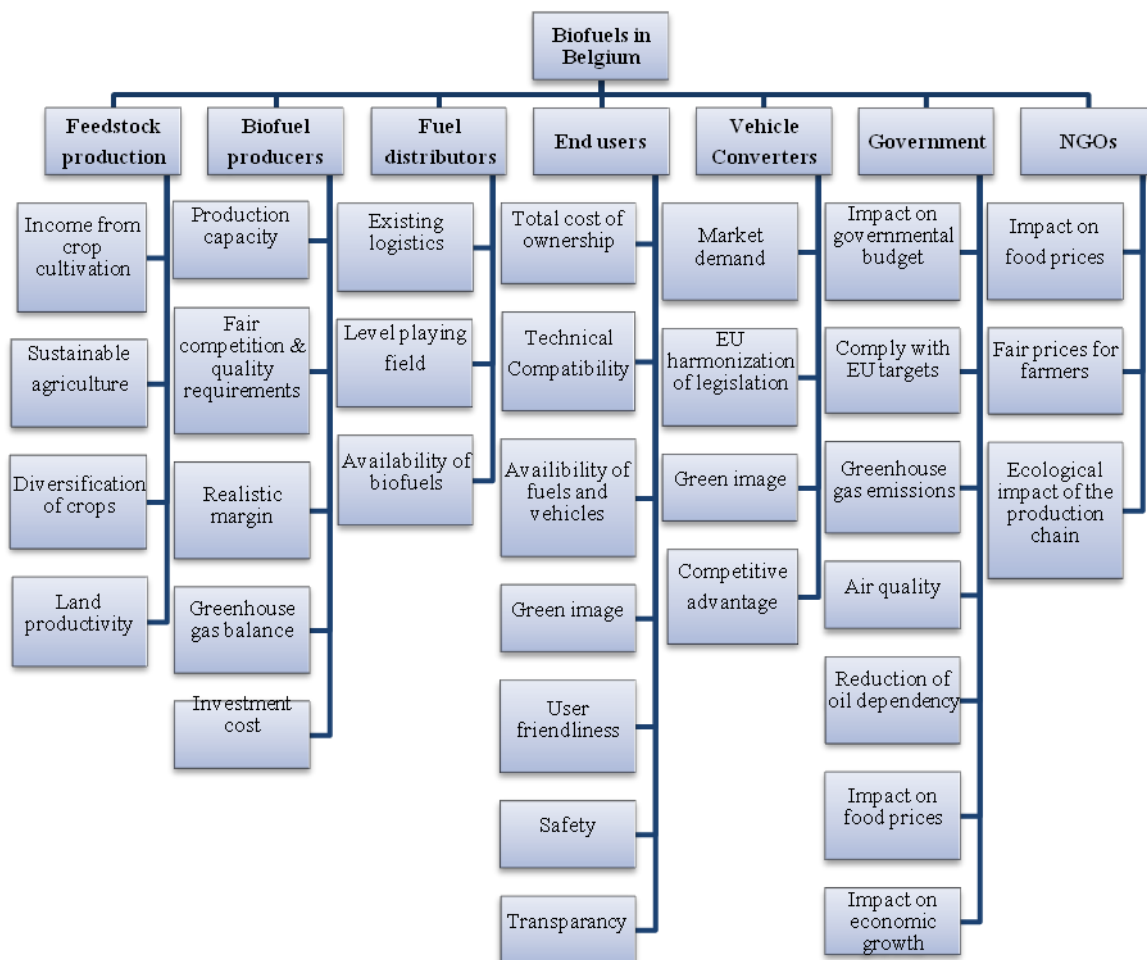 Biofuels in
Belgium
Feedstock
production
Biofuel
producers
Fuel
distributors
End users
Vehicle
Converters
Government
NGOs
Income from
crop
cultivation
Sustainable
agriculture
Diversification
of crops
Land
productivity
Production
capacity
Fair
competition &
quality
requirements
Realistic
margin
Greenhouse
gas balance
Investment
cost
Existing
logistics
Level playing
field
Availability of
biofuels
Total cost of
ownership
Technical
Compatibility
Availibility of
fuels and
vehicles
Green image
User
friendliness
Safety
Transparancy
Market
demand
EU
harmonization
of legislation
Green image
Competitive
advantage
Impact on
governmental
budget
Comply with
EU targets
Greenhouse
gas emissions
Air quality
Reduction of
oil dependency
Impact on
food prices
Impact on
economic
growth
Impact on
food prices
Fair prices for
farmers
Ecological
impact of the
production
chain